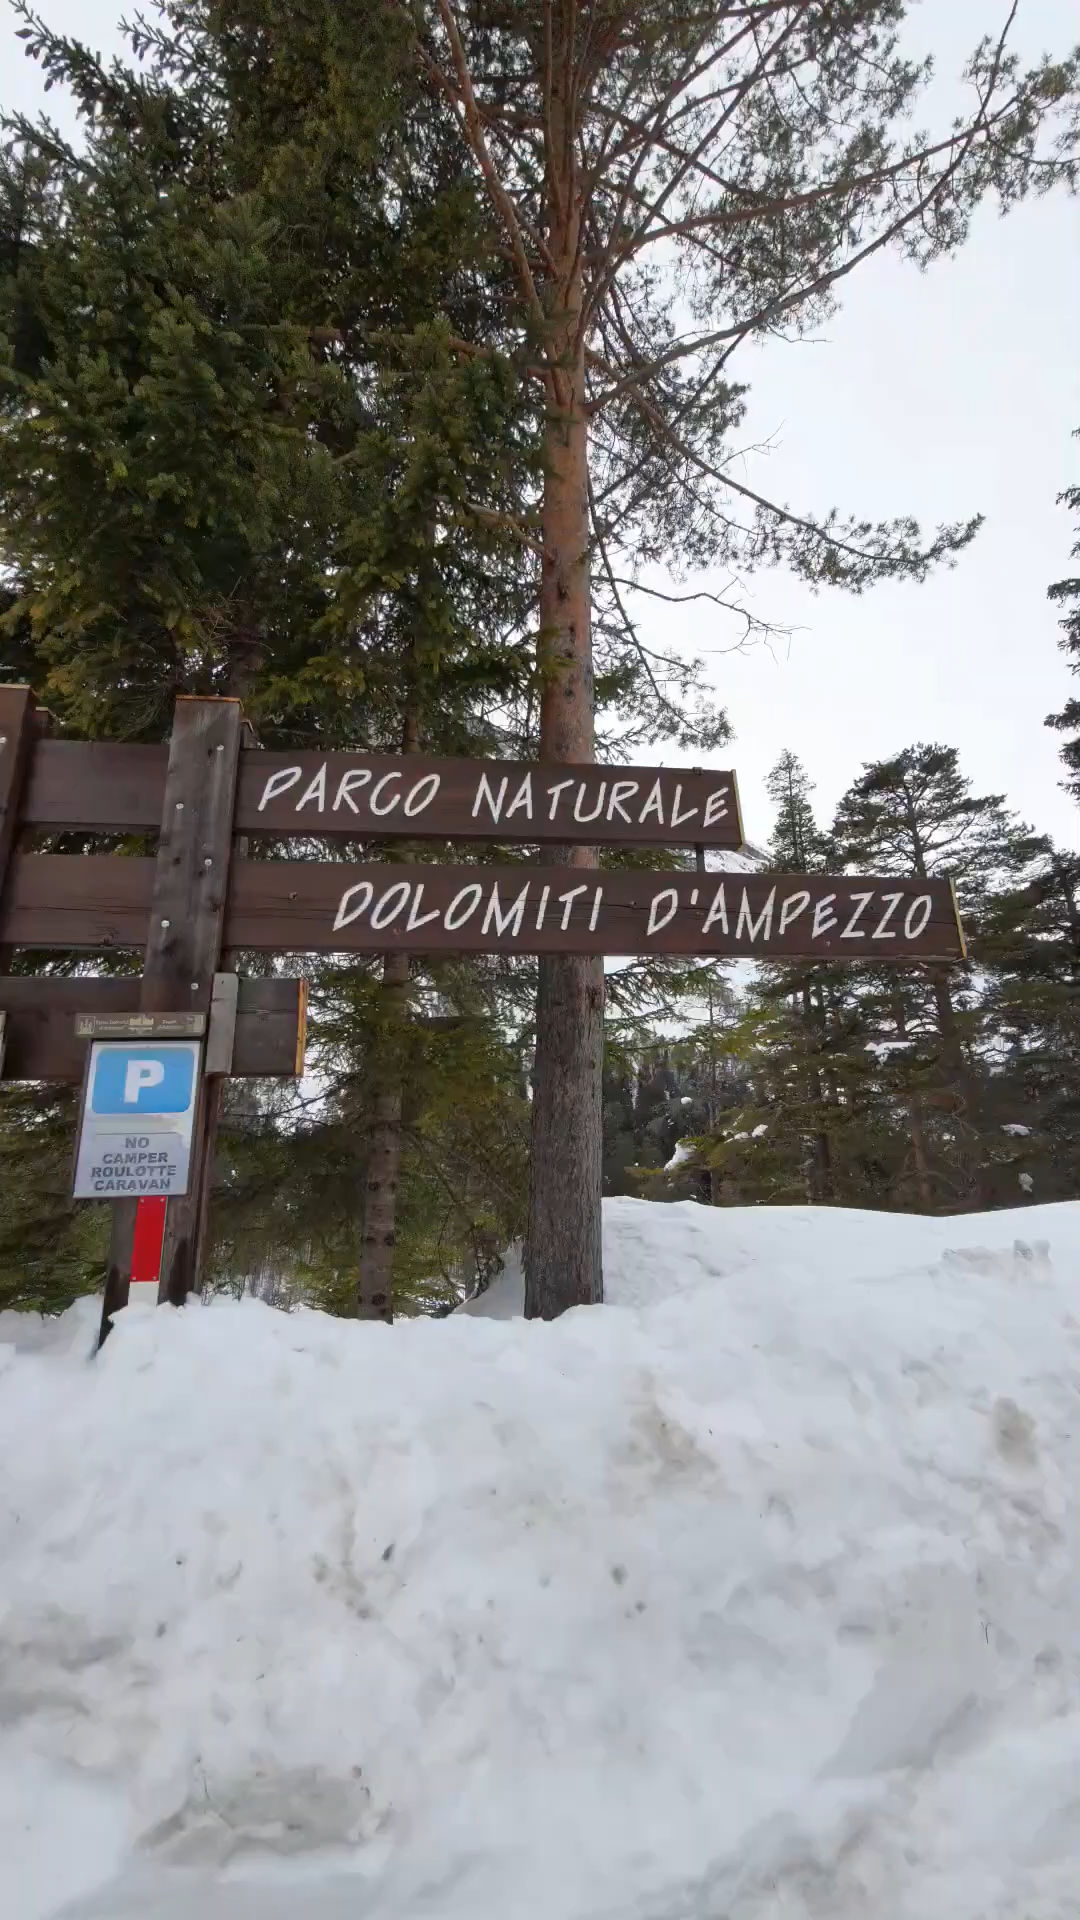 PARCO NATURALE
DOLOMITI D'AMPEZZO
P
NO
CAMPER
ROULOTTE
CARAVAN